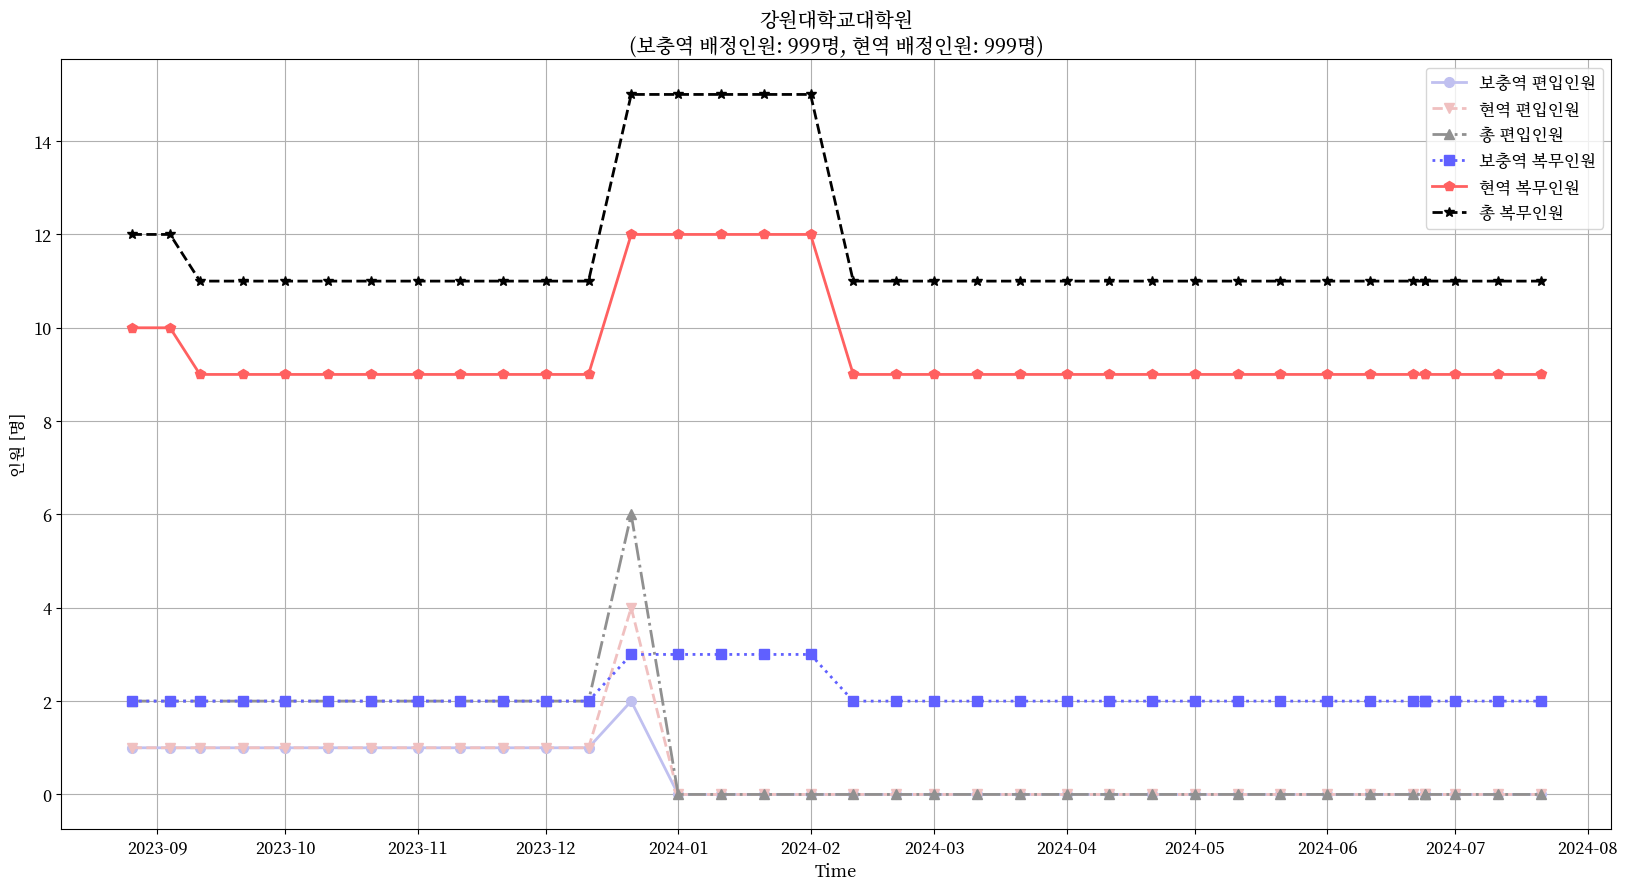 강원대학교대학원
(보충역 배정인원: 999명, 현역 배정인원: 999명)
보충역 편입인원
현역 편입인원
총 편입인원
보충역 복무인원
현역 복무인원
총 복무인원
인원 [명]
14
12
10
8
6
4
2
0
2023-09 2023-10 2023-11 2023-12 2024-01 2024-02 2024-03 2024-04 2024-05 2024-06 2024-07 2024-08
Time